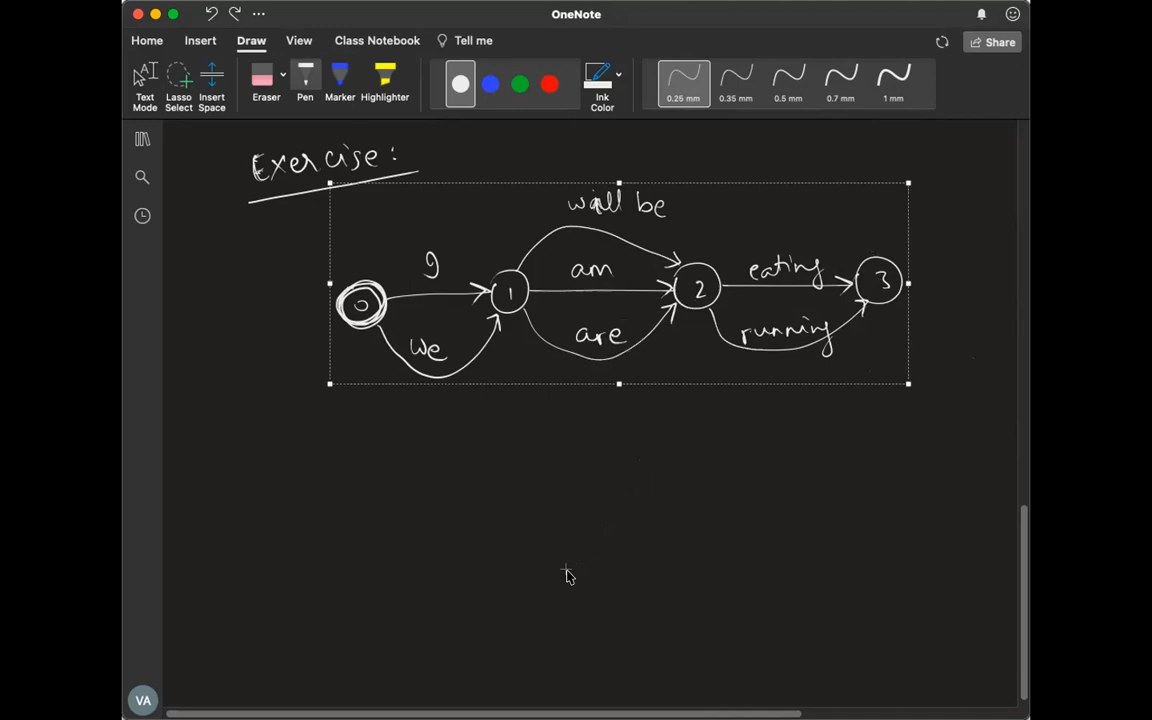 OneNote
Home Insert Draw View Class Notebook Tell me Share
Text Mode Lasso Select Insert Space Eraser Pen Marker Highlighter Ink Color 0.25 mm 0.35 mm 0.5 mm 0.7 mm 1 mm
Exercise:
will be
I am eating
0 1 2 3
we are running
VA